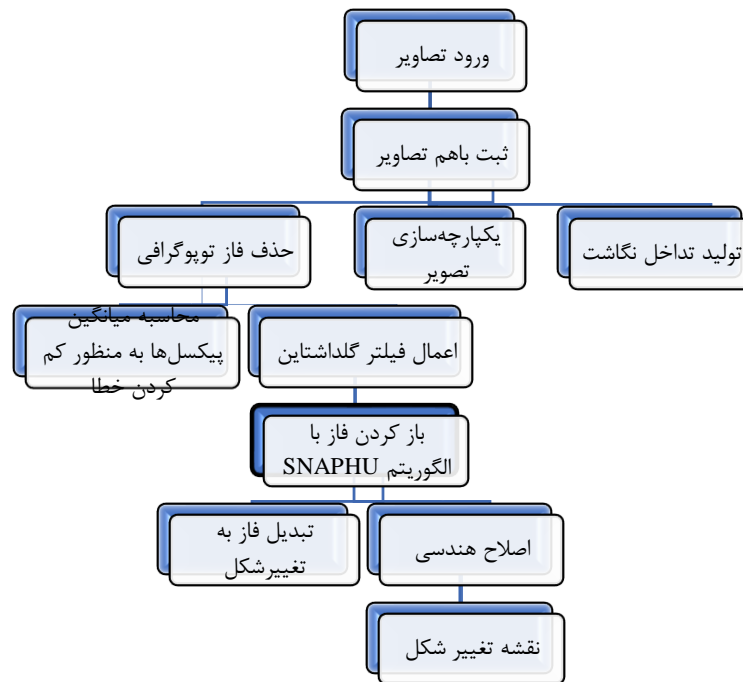 ورود تصاویر
ثبت باهم تصاویر
تولید تداخل نگاشت
یکپارچه‌سازی
تصویر
حذف فاز توپوگرافی
اعمال فیلتر گلداشتاین
محاسبه میانگین
پیکسل‌ها به منظور کم
کردن خطا
باز کردن فاز با
الگوریتم SNAPHU
اصلاح هندسی
تبدیل فاز به
تغییرشکل
نقشه تغییر شکل